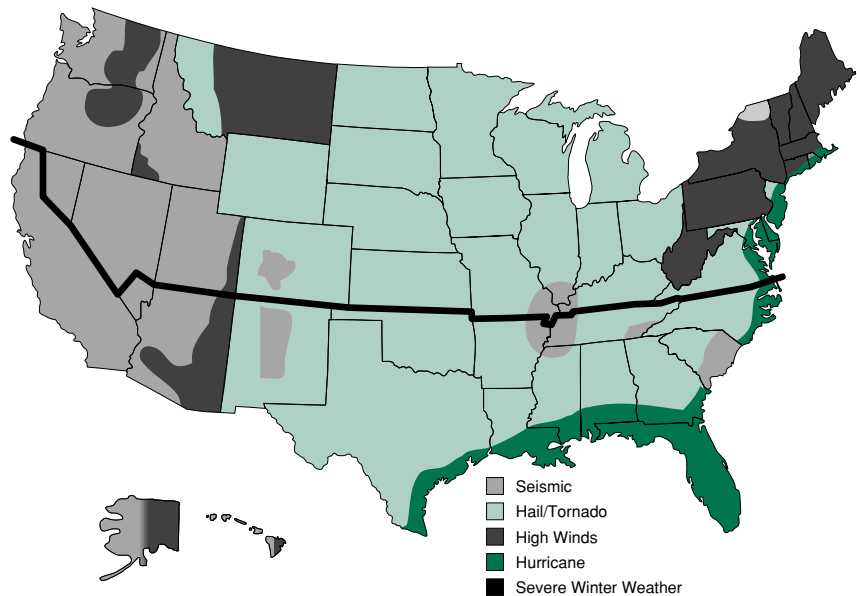 Seismic
Hail/Tornado
High Winds
Hurricane
Severe Winter Weather